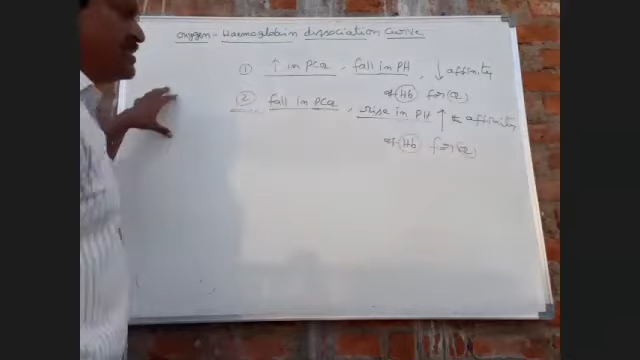 oxygen - Haemoglobin dissociation curve
① ↑ in PCO₂, fall in PH, ↓ affinity
of Hb for O₂
② fall in PCO₂, rise in PH ↑ affinity
of Hb for O₂